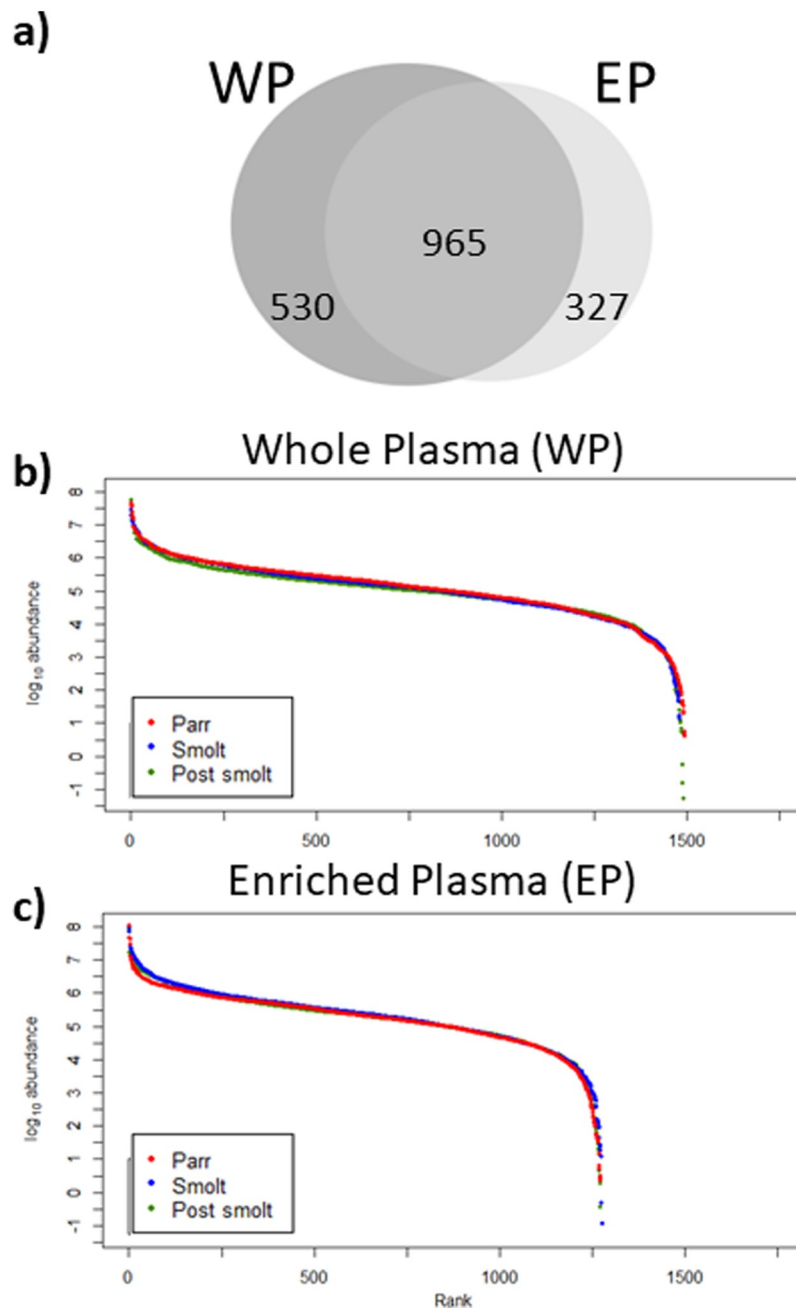 a)
WP EP
965
530 327
Whole Plasma (WP)
b)
8
7
6
5
4
3
2
1
0
-1
log10 abundance
Parr
Smolt
Post smolt
0 500 1000 1500
Enriched Plasma (EP)
c)
8
7
6
5
4
3
2
1
0
-1
log10 abundance
Parr
Smolt
Post smolt
0 500 1000 1500
Rank